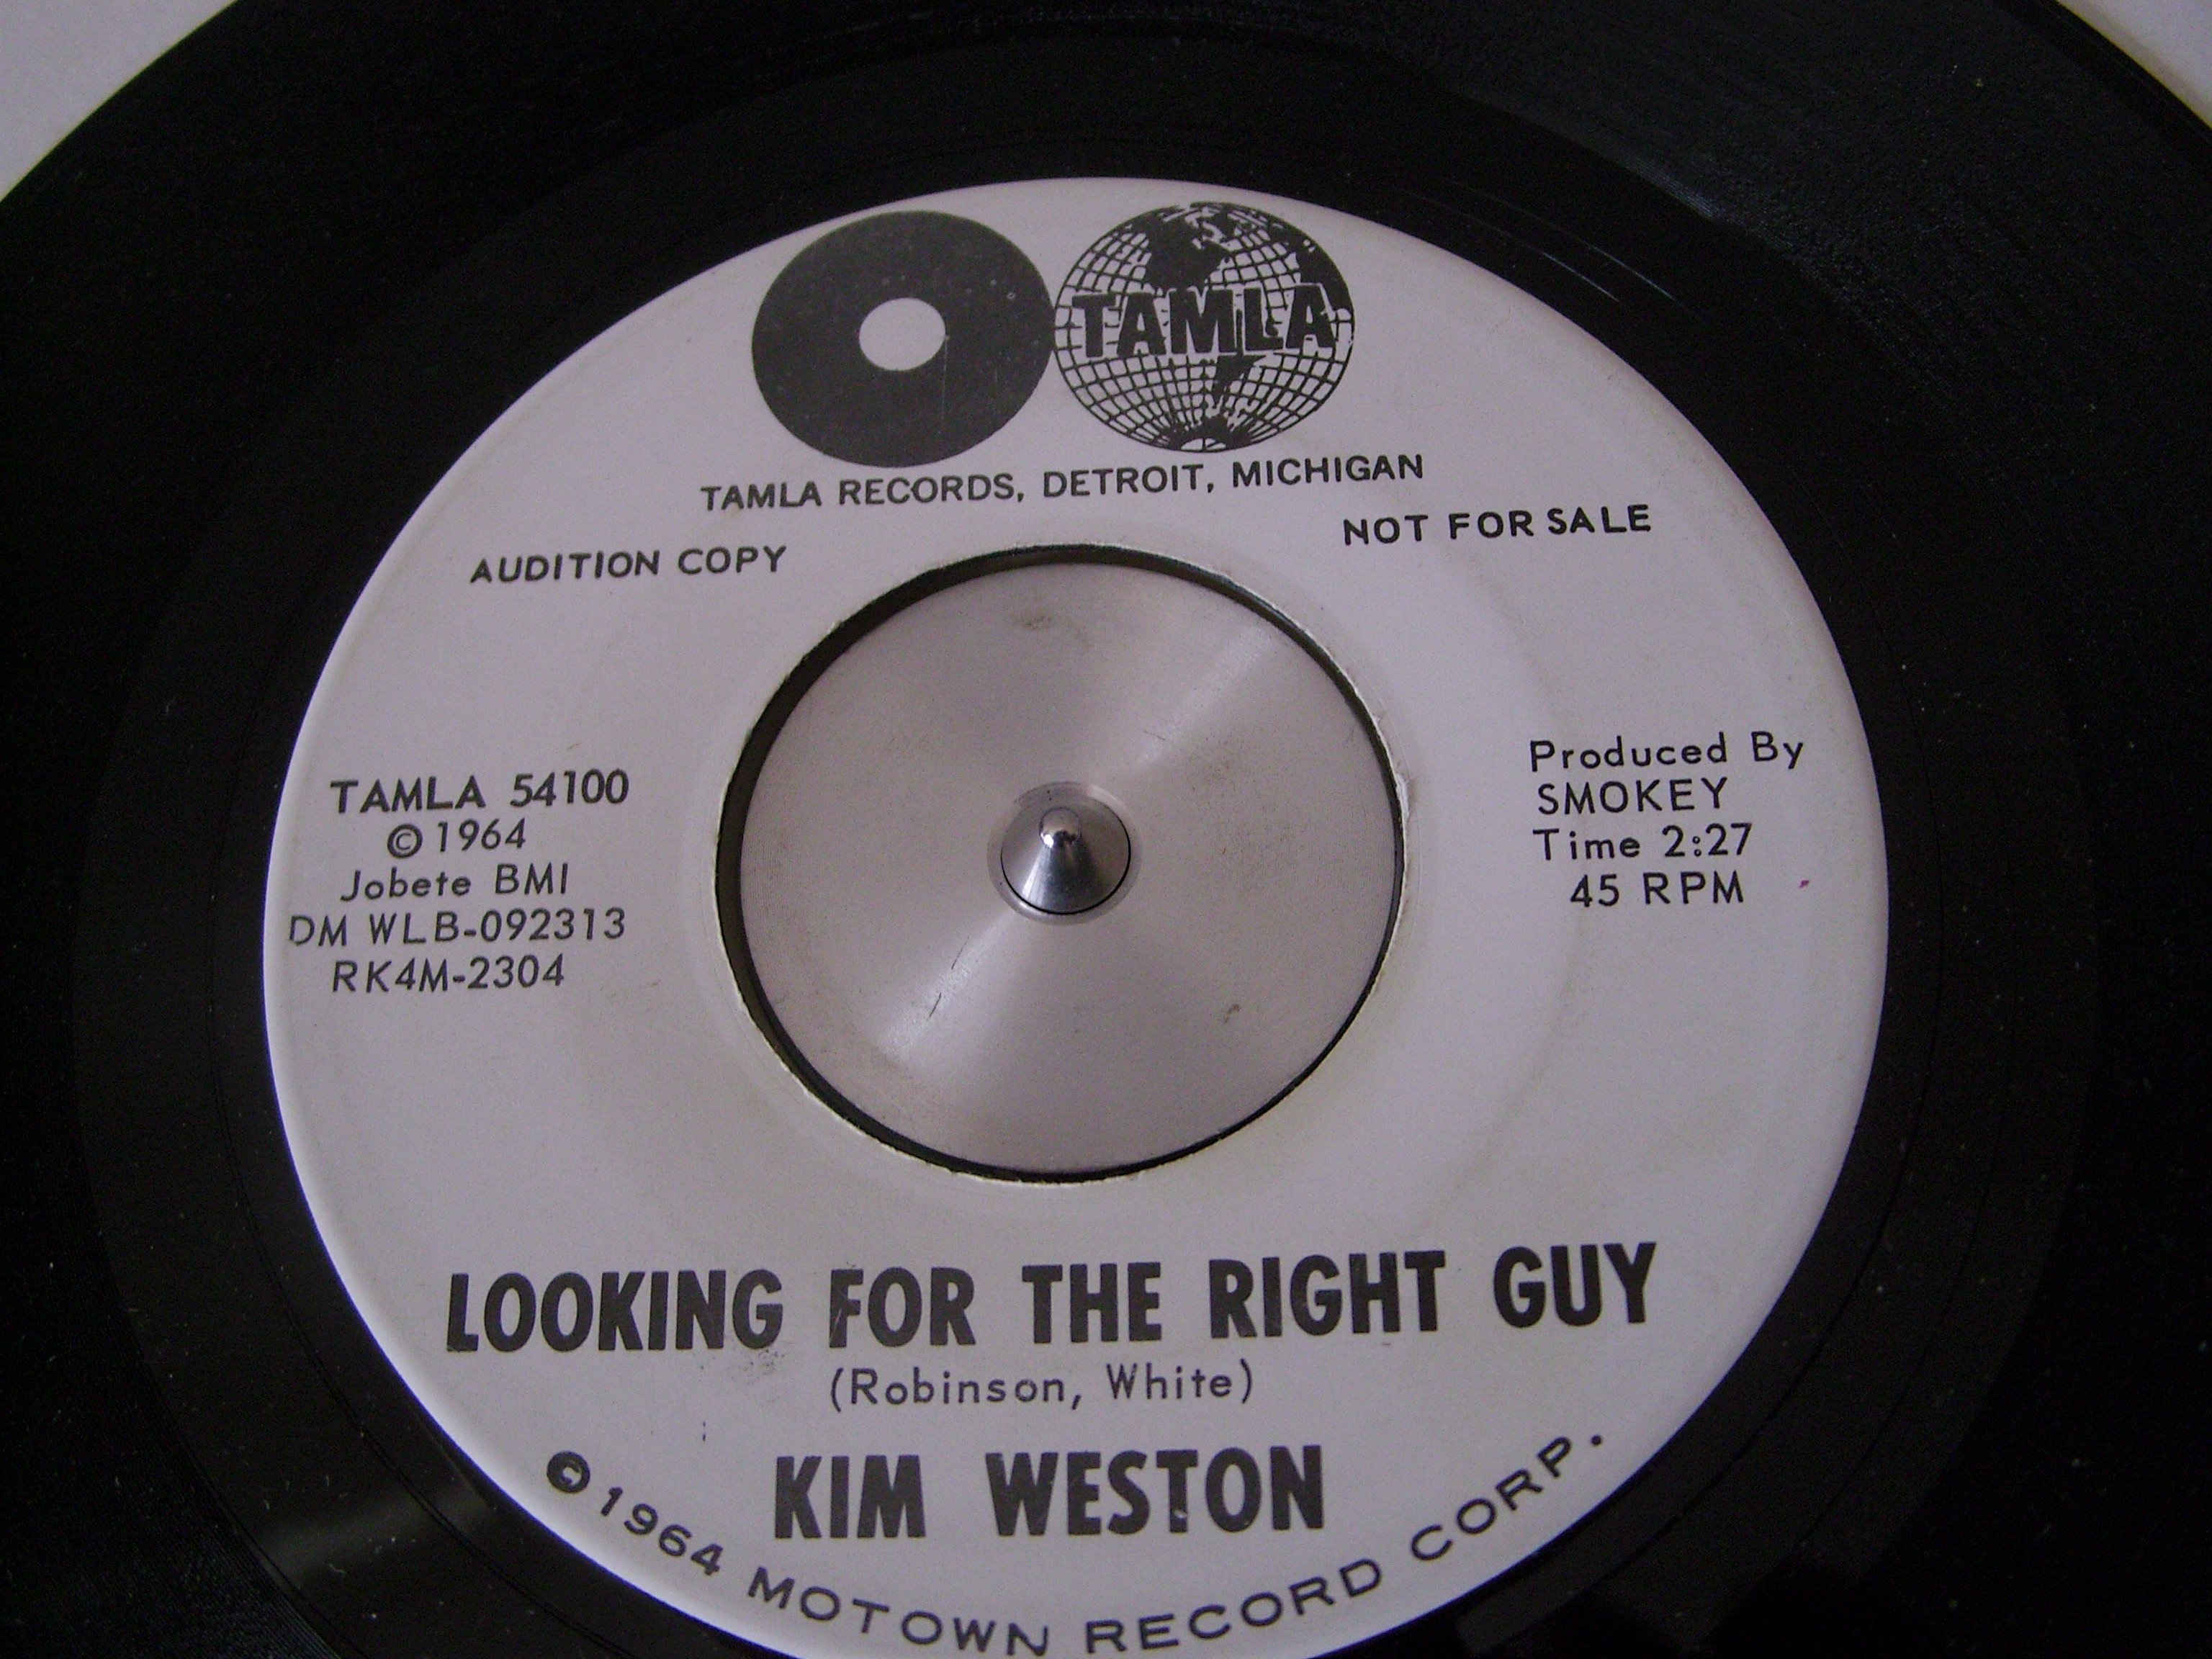 TAMLA
TAMLA RECORDS, DETROIT, MICHIGAN
AUDITION COPY
NOT FOR SALE
TAMLA 54100
©1964
Jobete BMI
DM WLB-092313
RK4M-2304
Produced By
SMOKEY
Time 2:27
45 RPM
LOOKING FOR THE RIGHT GUY
(Robinson, White)
KIM WESTON
©1964 MOTOWN RECORD CORP.